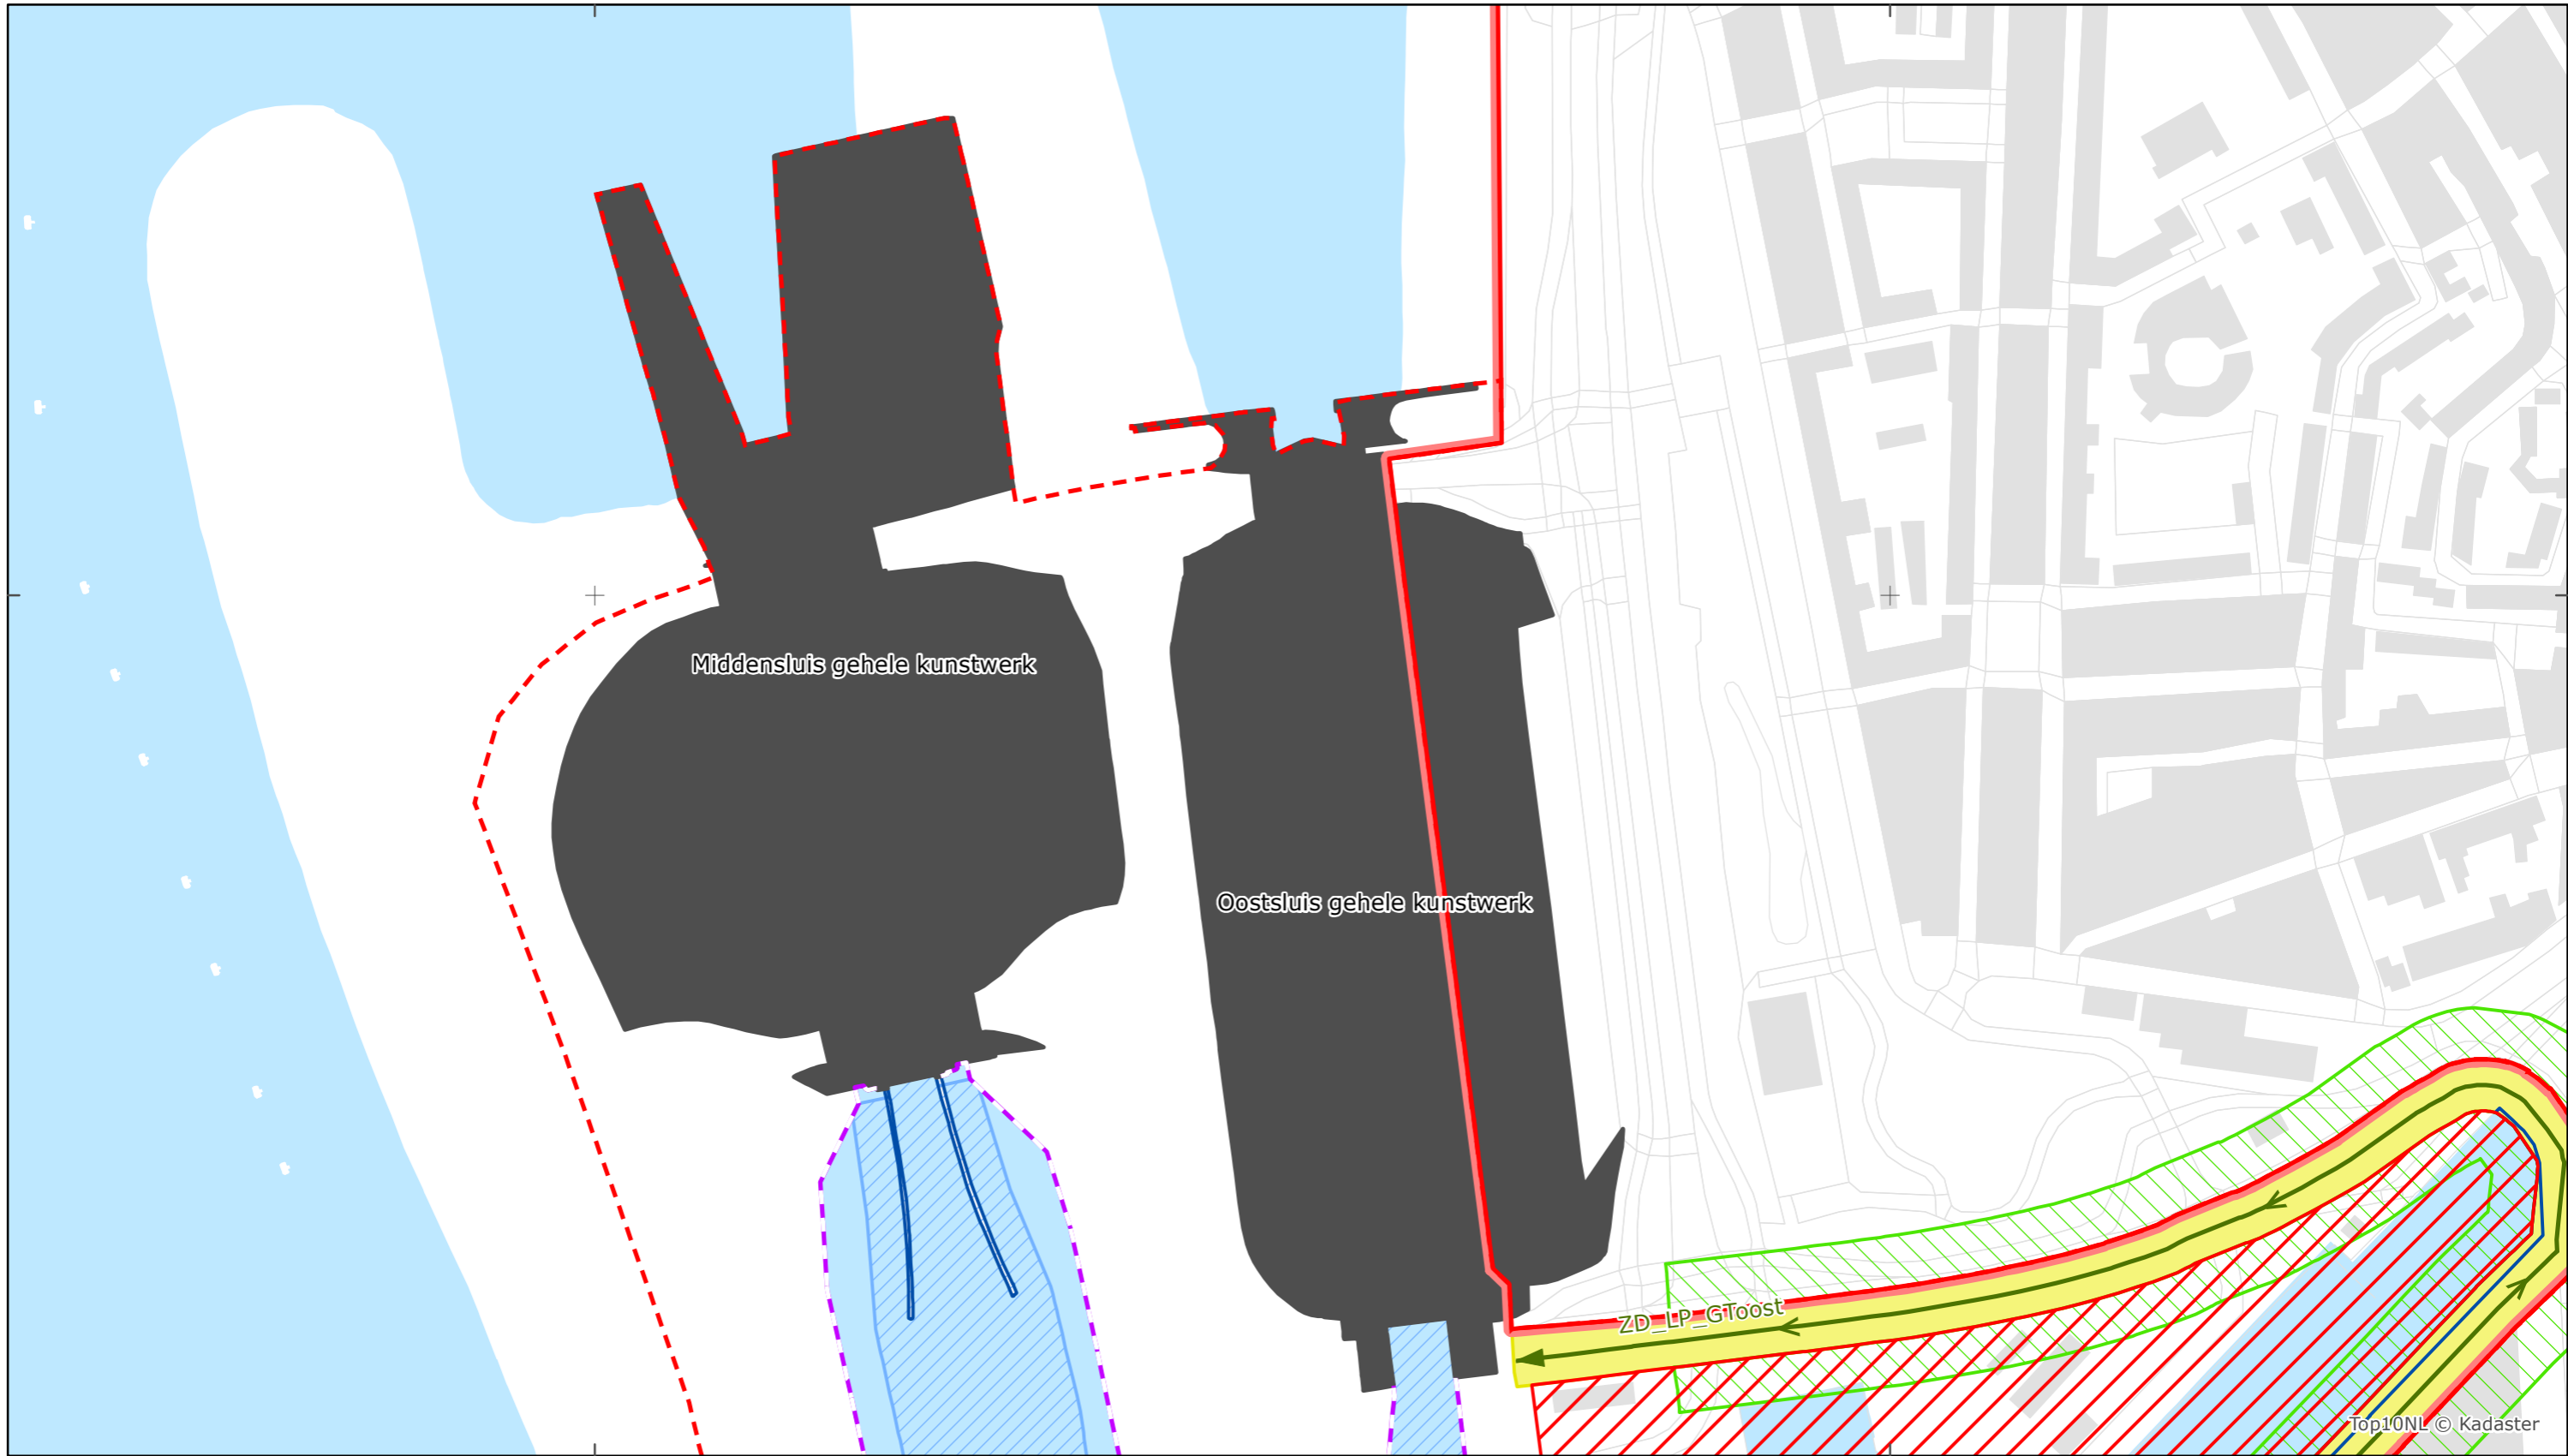 Middensluis gehele kunstwerk
Oostsluis gehele kunstwerk
ZD_LP_GToost
Top10NL © Kadaster